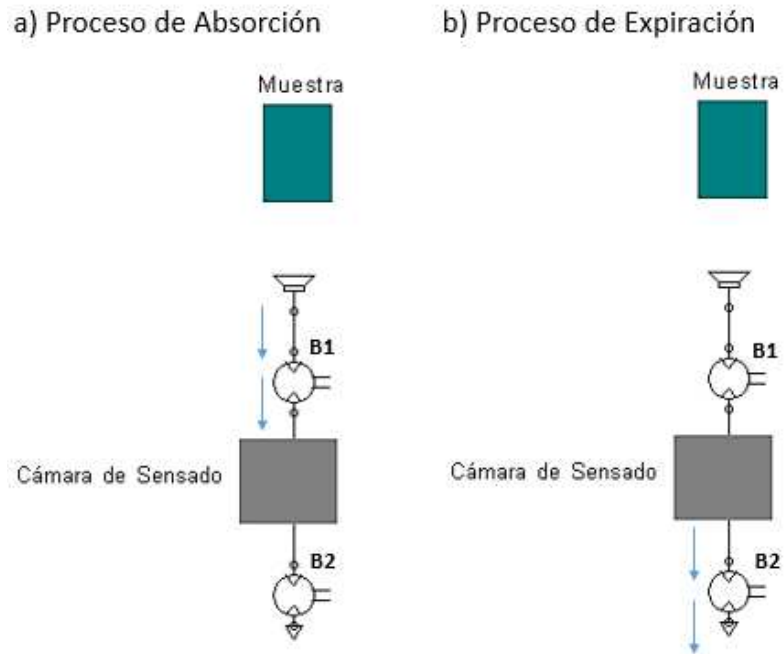 a) Proceso de Absorción
b) Proceso de Expiración
Muestra
Muestra
B1
B1
Cámara de Sensado
Cámara de Sensado
B2
B2